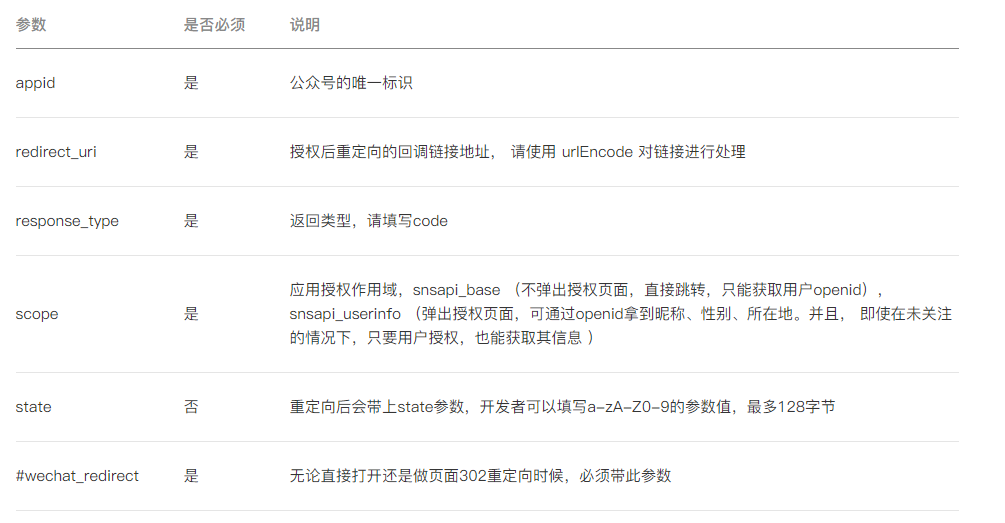 参数 是否必须 说明
appid 是 公众号的唯一标识
redirect_uri 是 授权后重定向的回调链接地址， 请使用 urlEncode 对链接进行处理
response_type 是 返回类型，请填写code
scope 是 应用授权作用域，snsapi_base （不弹出授权页面，直接跳转，只能获取用户openid），
snsapi_userinfo （弹出授权页面，可通过openid拿到昵称、性别、所在地。并且， 即使在未关注
的情况下，只要用户授权，也能获取其信息 ）
state 否 重定向后会带上state参数，开发者可以填写a-zA-Z0-9的参数值，最多128字节
#wechat_redirect 是 无论直接打开还是做页面302重定向时候，必须带此参数